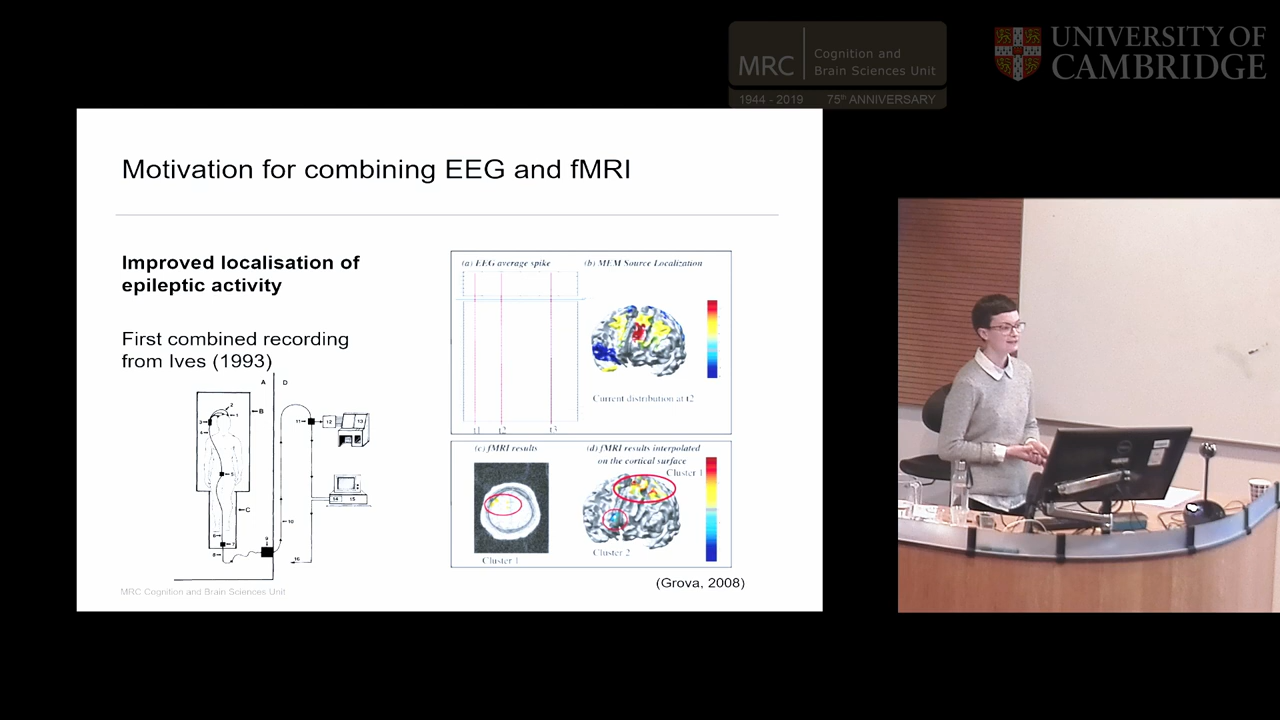 MRC
Cognition and
Brain Sciences Unit
1944 - 2019 75th ANNIVERSARY
UNIVERSITY OF
CAMBRIDGE
Motivation for combining EEG and fMRI
Improved localisation of
epileptic activity
First combined recording
from Ives (1993)
A D
B
C
(a) EEG average spike
(b) MEM Source Localization
t1 t2 t3
Current distribution at t2
(c) fMRI results
(d) fMRI results interpolated
on the cortical surface
Cluster 1
Cluster 2
Cluster 1
(Grova, 2008)
MRC Cognition and Brain Sciences Unit